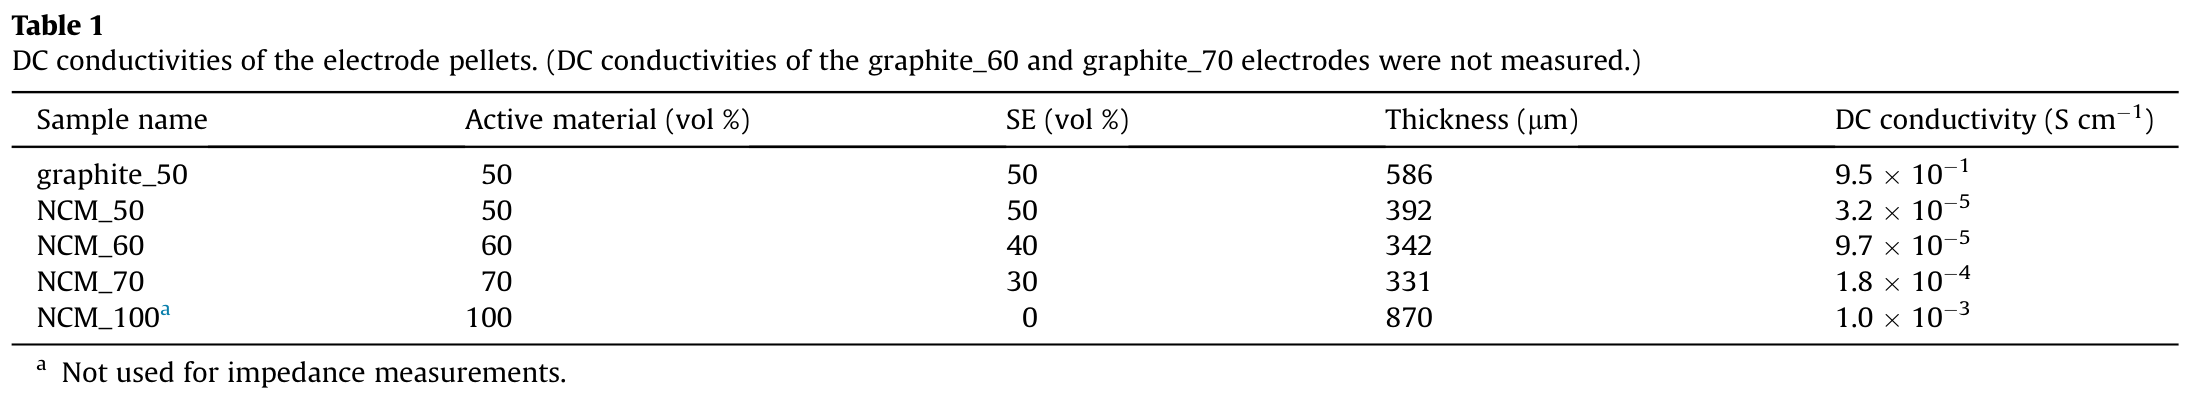 Table 1
DC conductivities of the electrode pellets. (DC conductivities of the graphite_60 and graphite_70 electrodes were not measured.)
Sample name Active material (vol %) SE (vol %) Thickness (μm) DC conductivity (S cm⁻¹)
graphite_50 50 50 586 9.5 × 10⁻¹
NCM_50 50 50 392 3.2 × 10⁻⁵
NCM_60 60 40 342 9.7 × 10⁻⁵
NCM_70 70 30 331 1.8 × 10⁻⁴
NCM_100ᵃ 100 0 870 1.0 × 10⁻³
ᵃ Not used for impedance measurements.